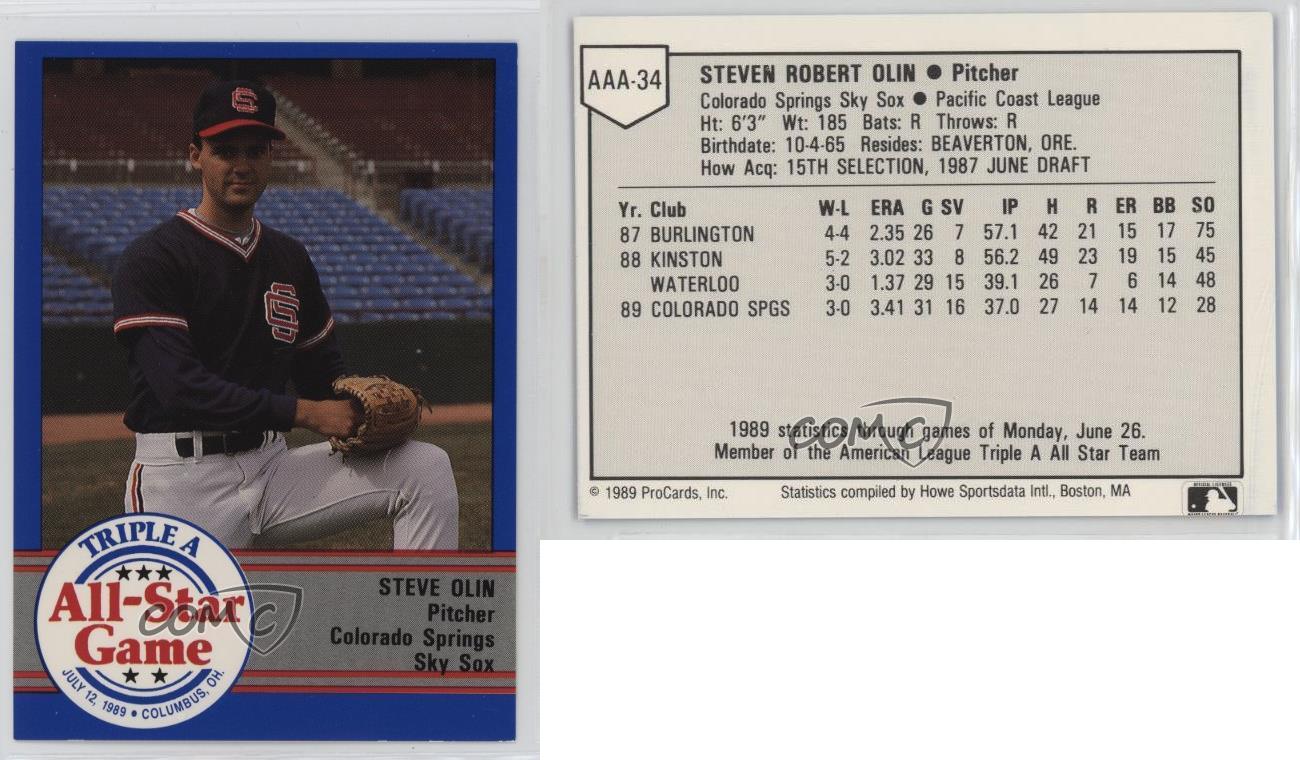 TRIPLE A
All-Star
Game
JULY 12, 1989 • COLUMBUS, OH.
STEVE OLIN
Pitcher
Colorado Springs
Sky Sox
COMC
AAA-34
STEVEN ROBERT OLIN ● Pitcher
Colorado Springs Sky Sox ● Pacific Coast League
Ht: 6'3" Wt: 185 Bats: R Throws: R
Birthdate: 10-4-65 Resides: BEAVERTON, ORE.
How Acq: 15TH SELECTION, 1987 JUNE DRAFT
Yr. Club W-L ERA G SV IP H R ER BB SO
87 BURLINGTON 4-4 2.35 26 7 57.1 42 21 15 17 75
88 KINSTON 5-2 3.02 33 8 56.2 49 23 19 15 45
WATERLOO 3-0 1.37 29 15 39.1 26 7 6 14 48
89 COLORADO SPGS 3-0 3.41 31 16 37.0 27 14 14 12 28
1989 statistics through games of Monday, June 26.
Member of the American League Triple A All Star Team
COMC
© 1989 ProCards, Inc. Statistics compiled by Howe Sportsdata Intl., Boston, MA